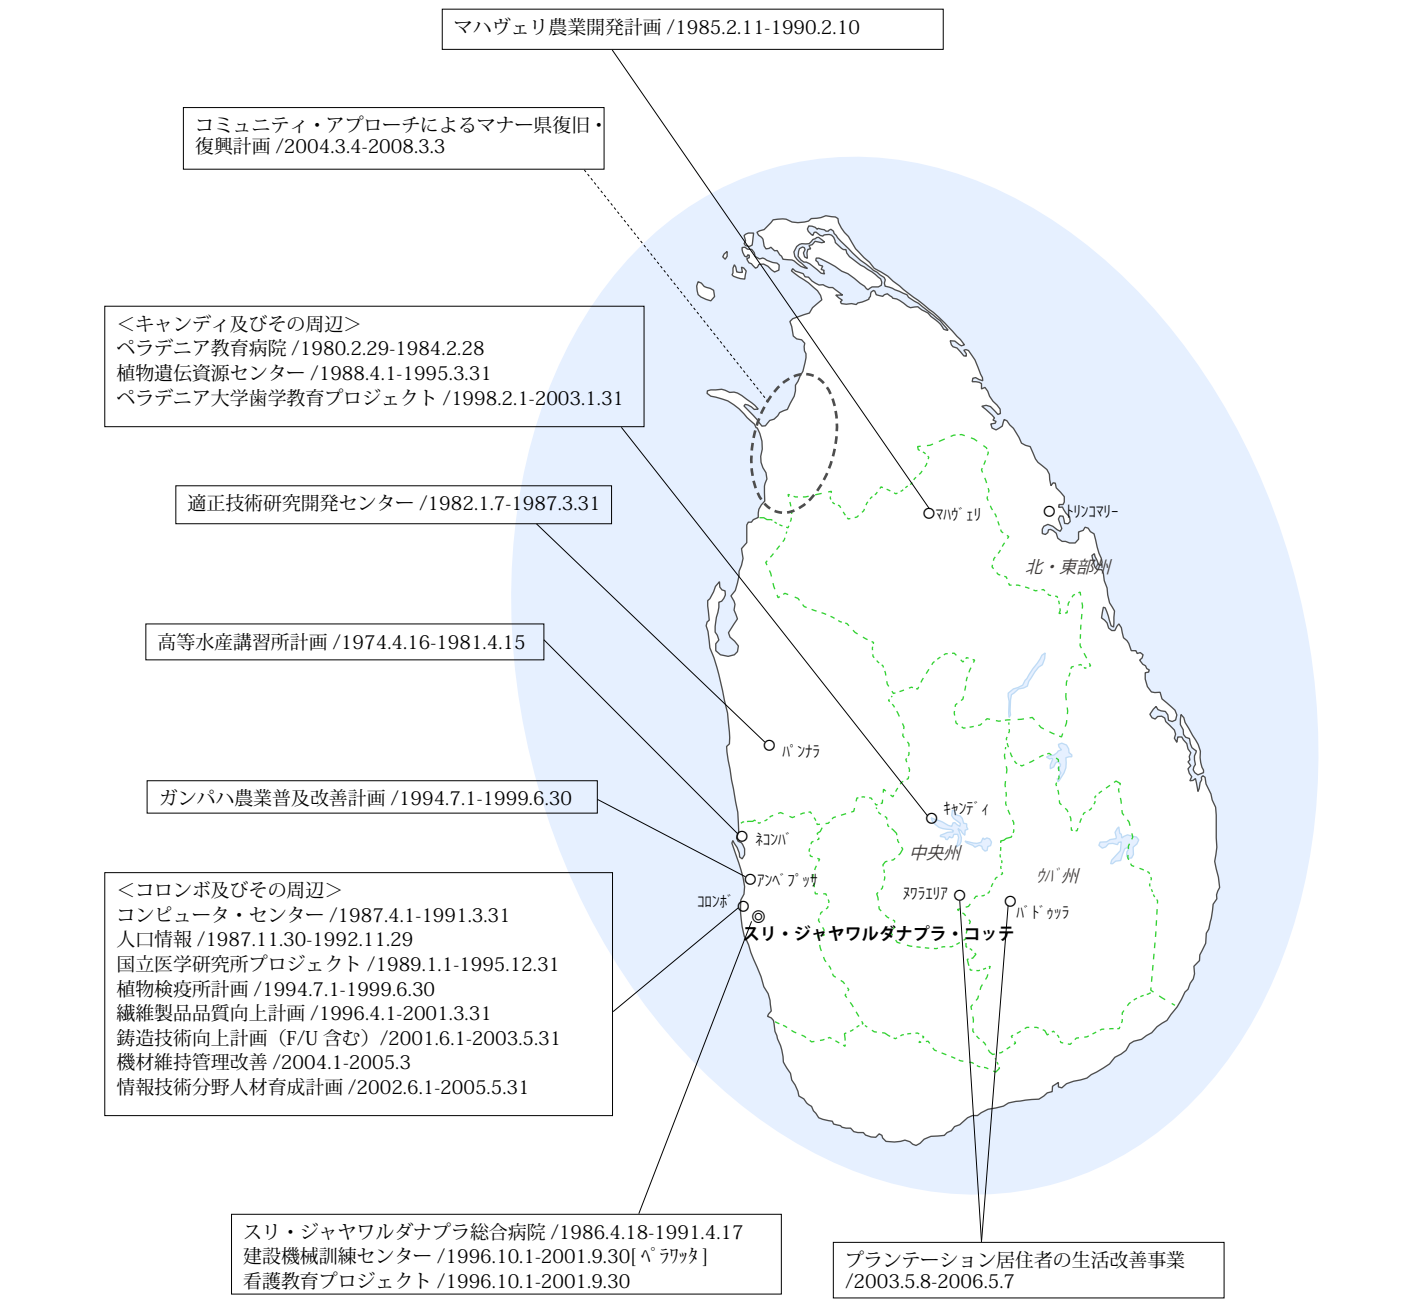 マハヴェリ農業開発計画 /1985.2.11-1990.2.10
コミュニティ・アプローチによるマナー県復旧・
復興計画 /2004.3.4-2008.3.3
＜キャンディ及びその周辺＞
ペラデニア教育病院 /1980.2.29-1984.2.28
植物遺伝資源センター /1988.4.1-1995.3.31
ペラデニア大学歯学教育プロジェクト /1998.2.1-2003.1.31
適正技術研究開発センター /1982.1.7-1987.3.31
ﾏﾊｳﾞｪﾘ
ﾄﾘﾝｺﾏﾘｰ
北・東部州
高等水産講習所計画 /1974.4.16-1981.4.15
ﾊﾟﾝﾅﾗ
ガンパハ農業普及改善計画 /1994.7.1-1999.6.30
ｷｬﾝﾃﾞｨ
ﾈｺﾝﾊﾞ
中央州
ｳﾊﾞ州
ｱﾝﾍﾞﾌﾟｯｻ
ﾇﾜﾗｴﾘｱ
ｺﾛﾝﾎﾞ
ﾊﾞﾄﾞｩｯﾗ
スリ・ジャヤワルダナプラ・コッテ
＜コロンボ及びその周辺＞
コンピュータ・センター /1987.4.1-1991.3.31
人口情報 /1987.11.30-1992.11.29
国立医学研究所プロジェクト /1989.1.1-1995.12.31
植物検疫所計画 /1994.7.1-1999.6.30
繊維製品品質向上計画 /1996.4.1-2001.3.31
鋳造技術向上計画（F/U 含む）/2001.6.1-2003.5.31
機材維持管理改善 /2004.1-2005.3
情報技術分野人材育成計画 /2002.6.1-2005.5.31
スリ・ジャヤワルダナプラ総合病院 /1986.4.18-1991.4.17
建設機械訓練センター /1996.10.1-2001.9.30[ﾍﾟﾗﾜｯﾀ]
看護教育プロジェクト /1996.10.1-2001.9.30
プランテーション居住者の生活改善事業
/2003.5.8-2006.5.7